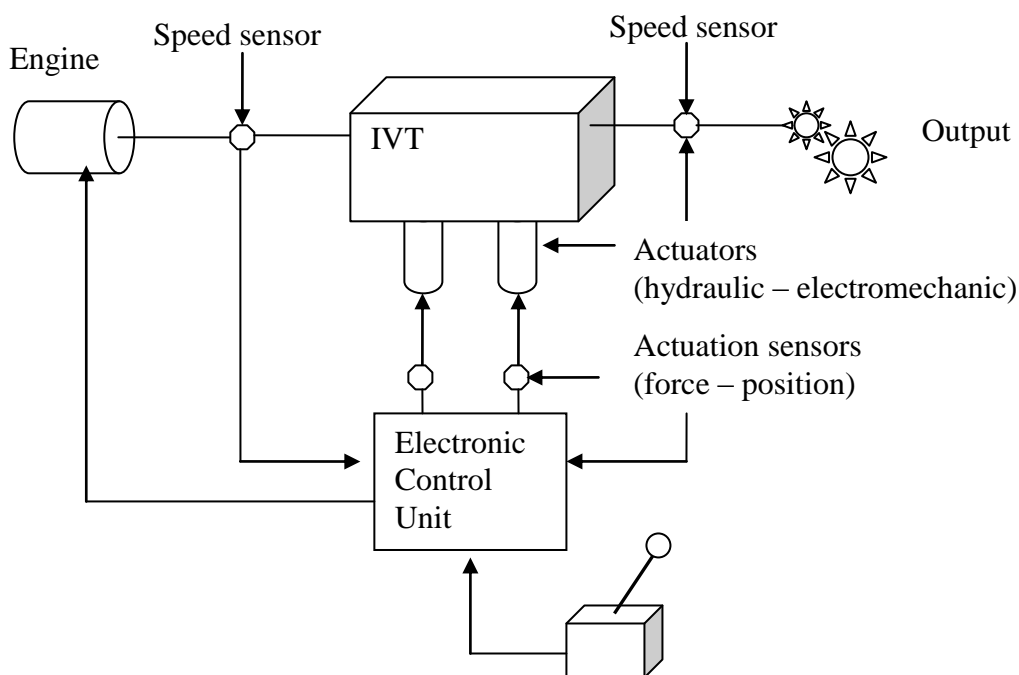 Speed sensor
Speed sensor
Engine
IVT
Output
Actuators
(hydraulic – electromechanic)
Actuation sensors
(force – position)
Electronic
Control
Unit